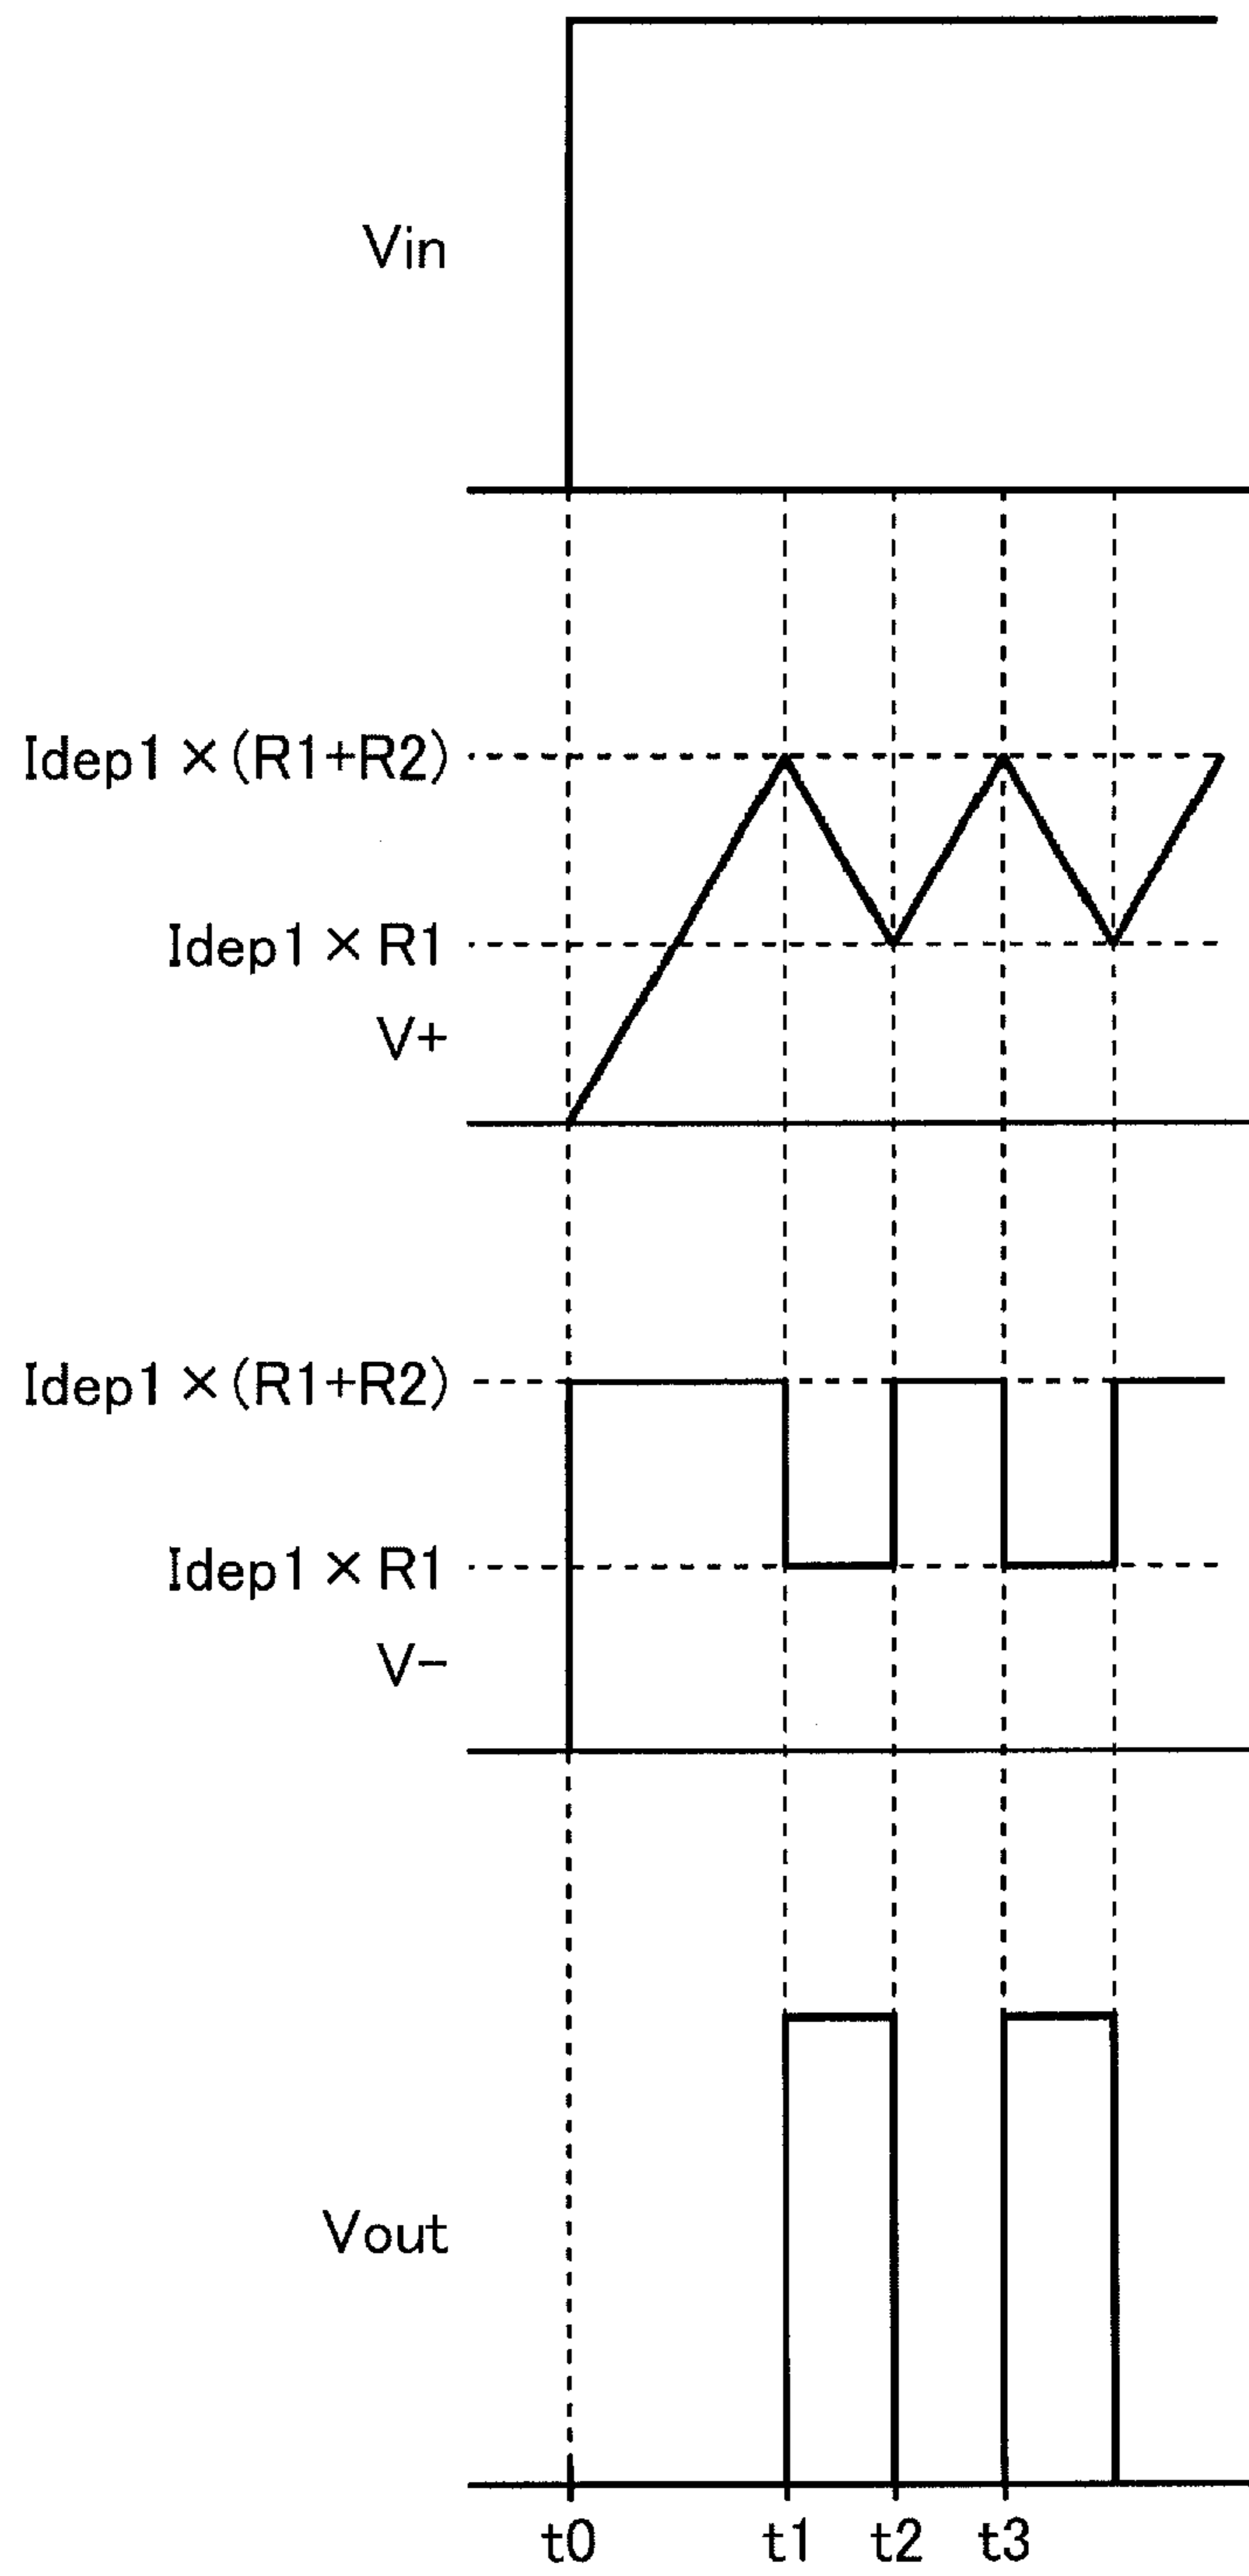 Vin
Idep1 × (R1+R2)
Idep1 × R1
V+
Idep1 × (R1+R2)
Idep1 × R1
V−
Vout
t0 t1 t2 t3